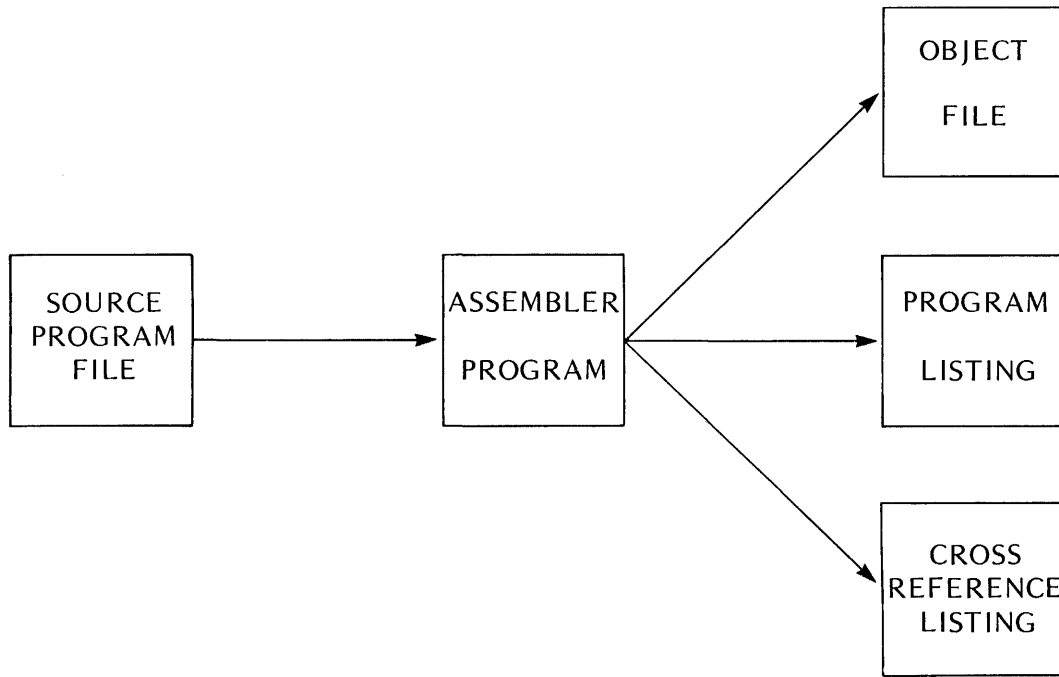 SOURCE
PROGRAM
FILE
ASSEMBLER
PROGRAM
OBJECT
FILE
PROGRAM
LISTING
CROSS
REFERENCE
LISTING